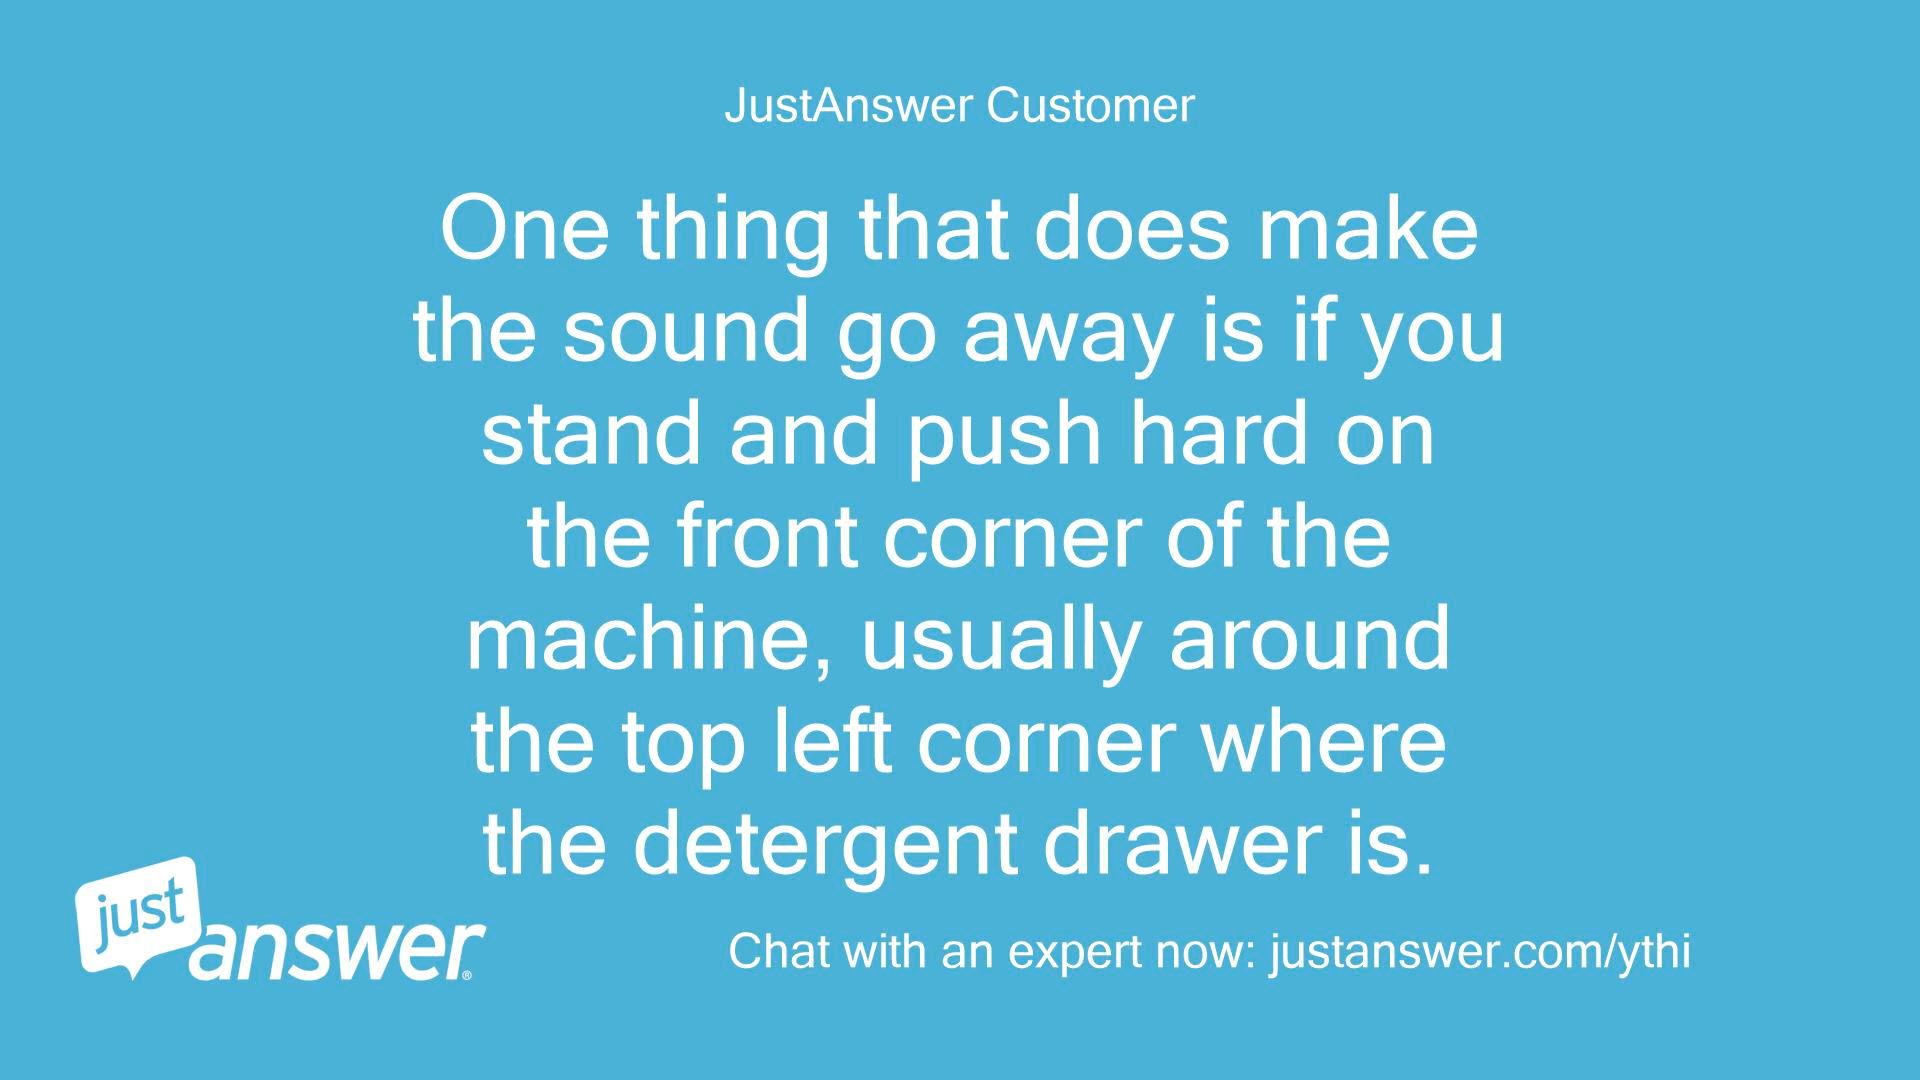 JustAnswer Customer
One thing that does make
the sound go away is if you
stand and push hard on
the front corner of the
machine, usually around
the top left corner where
the detergent drawer is.
just
answer®
Chat with an expert now: justanswer.com/ythi